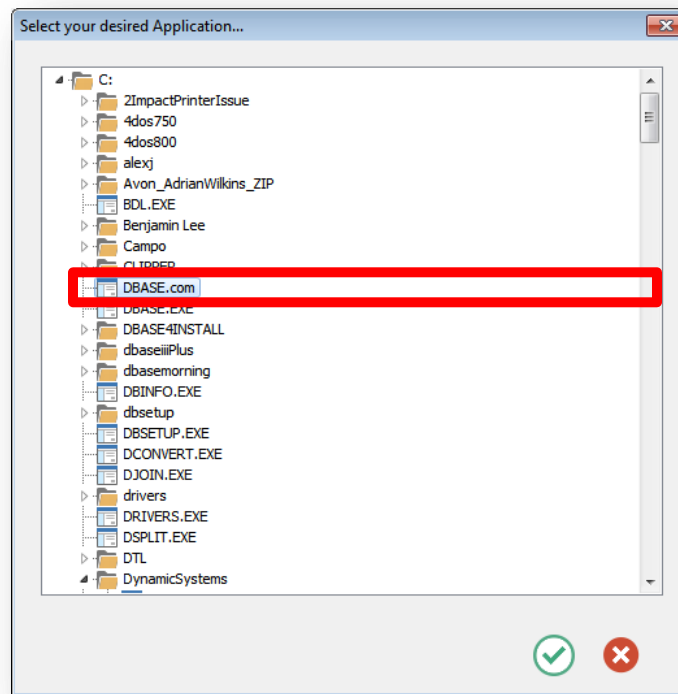 Select your desired Application...
C:
2ImpactPrinterIssue
4dos750
4dos800
alexj
Avon_AdrianWilkins_ZIP
BDL.EXE
Benjamin Lee
Campo
CLIPPER
DBASE.com
DBASE.EXE
DBASE4INSTALL
dbaseiiiPlus
dbasemorning
DBINFO.EXE
dbsetup
DBSETUP.EXE
DCONVERT.EXE
DJOIN.EXE
drivers
DRIVERS.EXE
DSPLIT.EXE
DTL
DynamicSystems